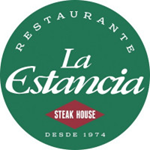 RESTAURANTE
La
Estancia
STEAK HOUSE
DESDE 1974